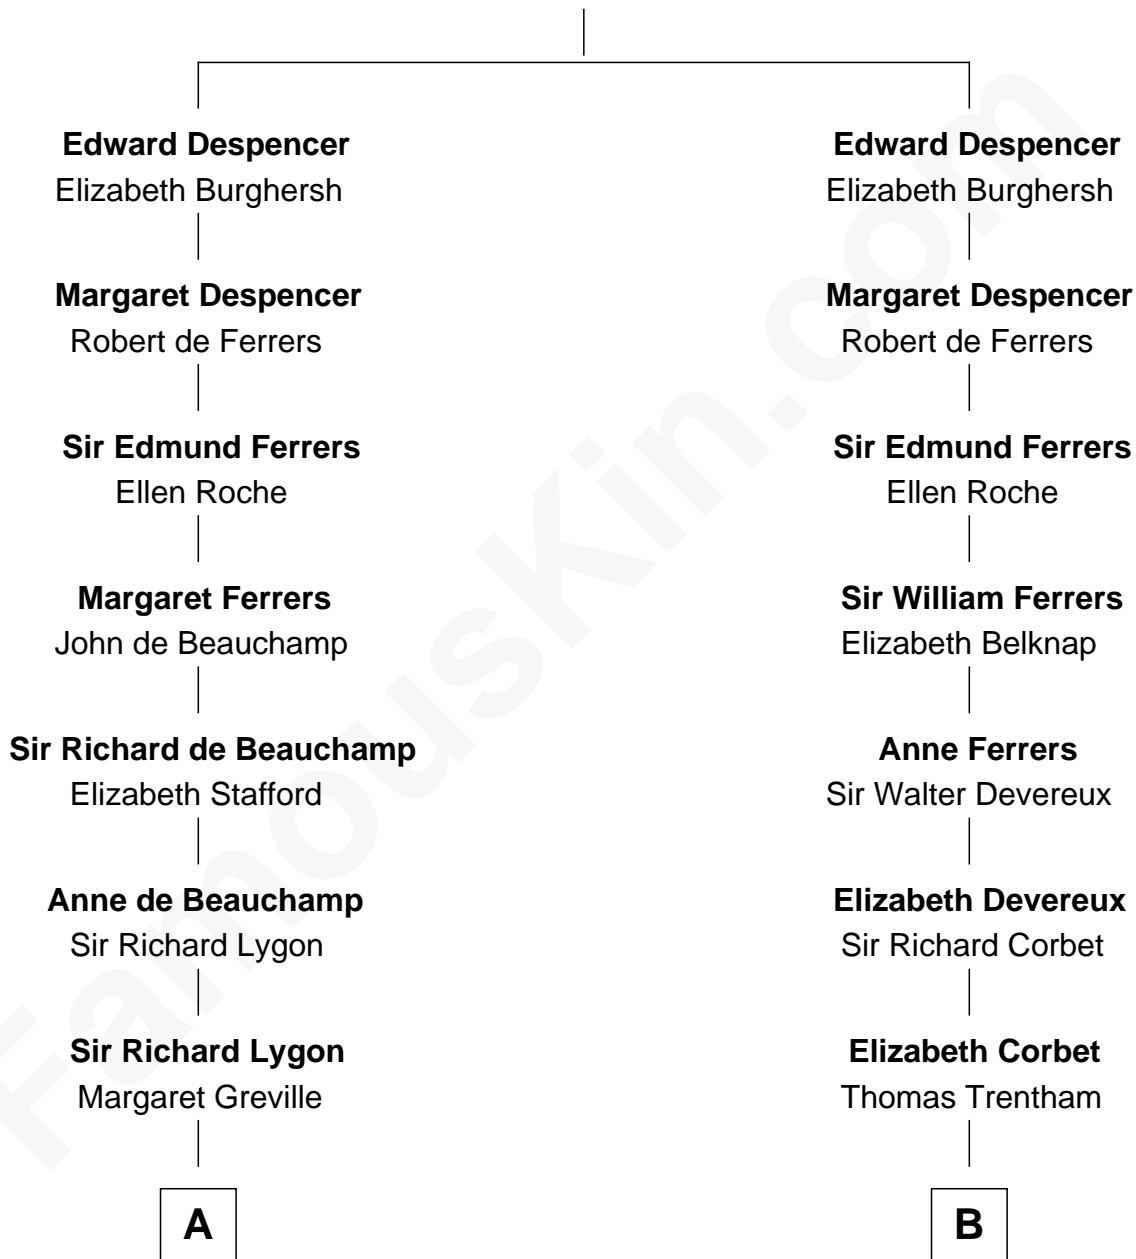 Edward Despencer
Elizabeth Burghersh
Margaret Despencer
Robert de Ferrers
Sir Edmund Ferrers
Ellen Roche
Margaret Ferrers
John de Beauchamp
Sir Richard de Beauchamp
Elizabeth Stafford
Anne de Beauchamp
Sir Richard Lygon
Sir Richard Lygon
Margaret Greville
A
Edward Despencer
Elizabeth Burghersh
Margaret Despencer
Robert de Ferrers
Sir Edmund Ferrers
Ellen Roche
Sir William Ferrers
Elizabeth Belknap
Anne Ferrers
Sir Walter Devereux
Elizabeth Devereux
Sir Richard Corbet
Elizabeth Corbet
Thomas Trentham
B
FamousKin.com